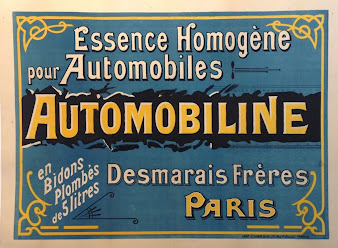 Essence Homogène
pour Automobiles
AUTOMOBILINE
en
Bidons
Plombés
de 5 litres
Desmarais Frères
PARIS